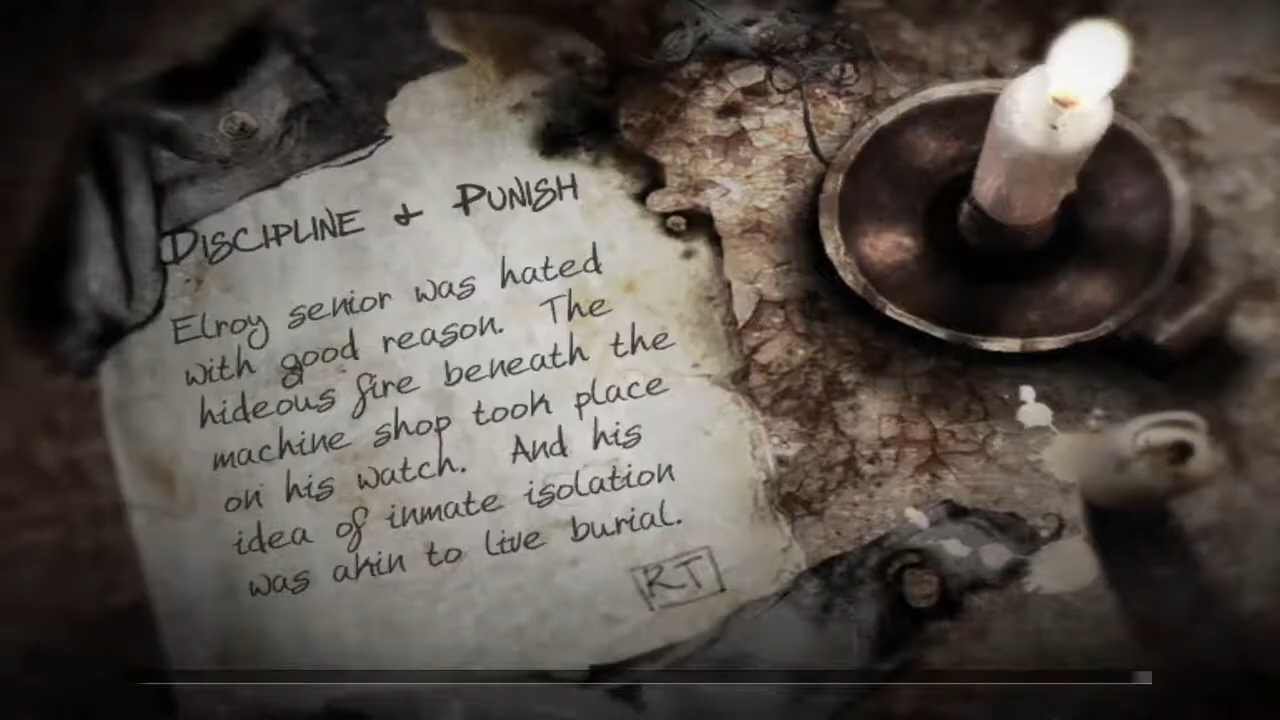 DISCIPLINE & PUNISH
Elroy senior was hated
with good reason. The
hideous fire beneath the
machine shop took place
on his watch. And his
idea of inmate isolation
was akin to live burial.
RT